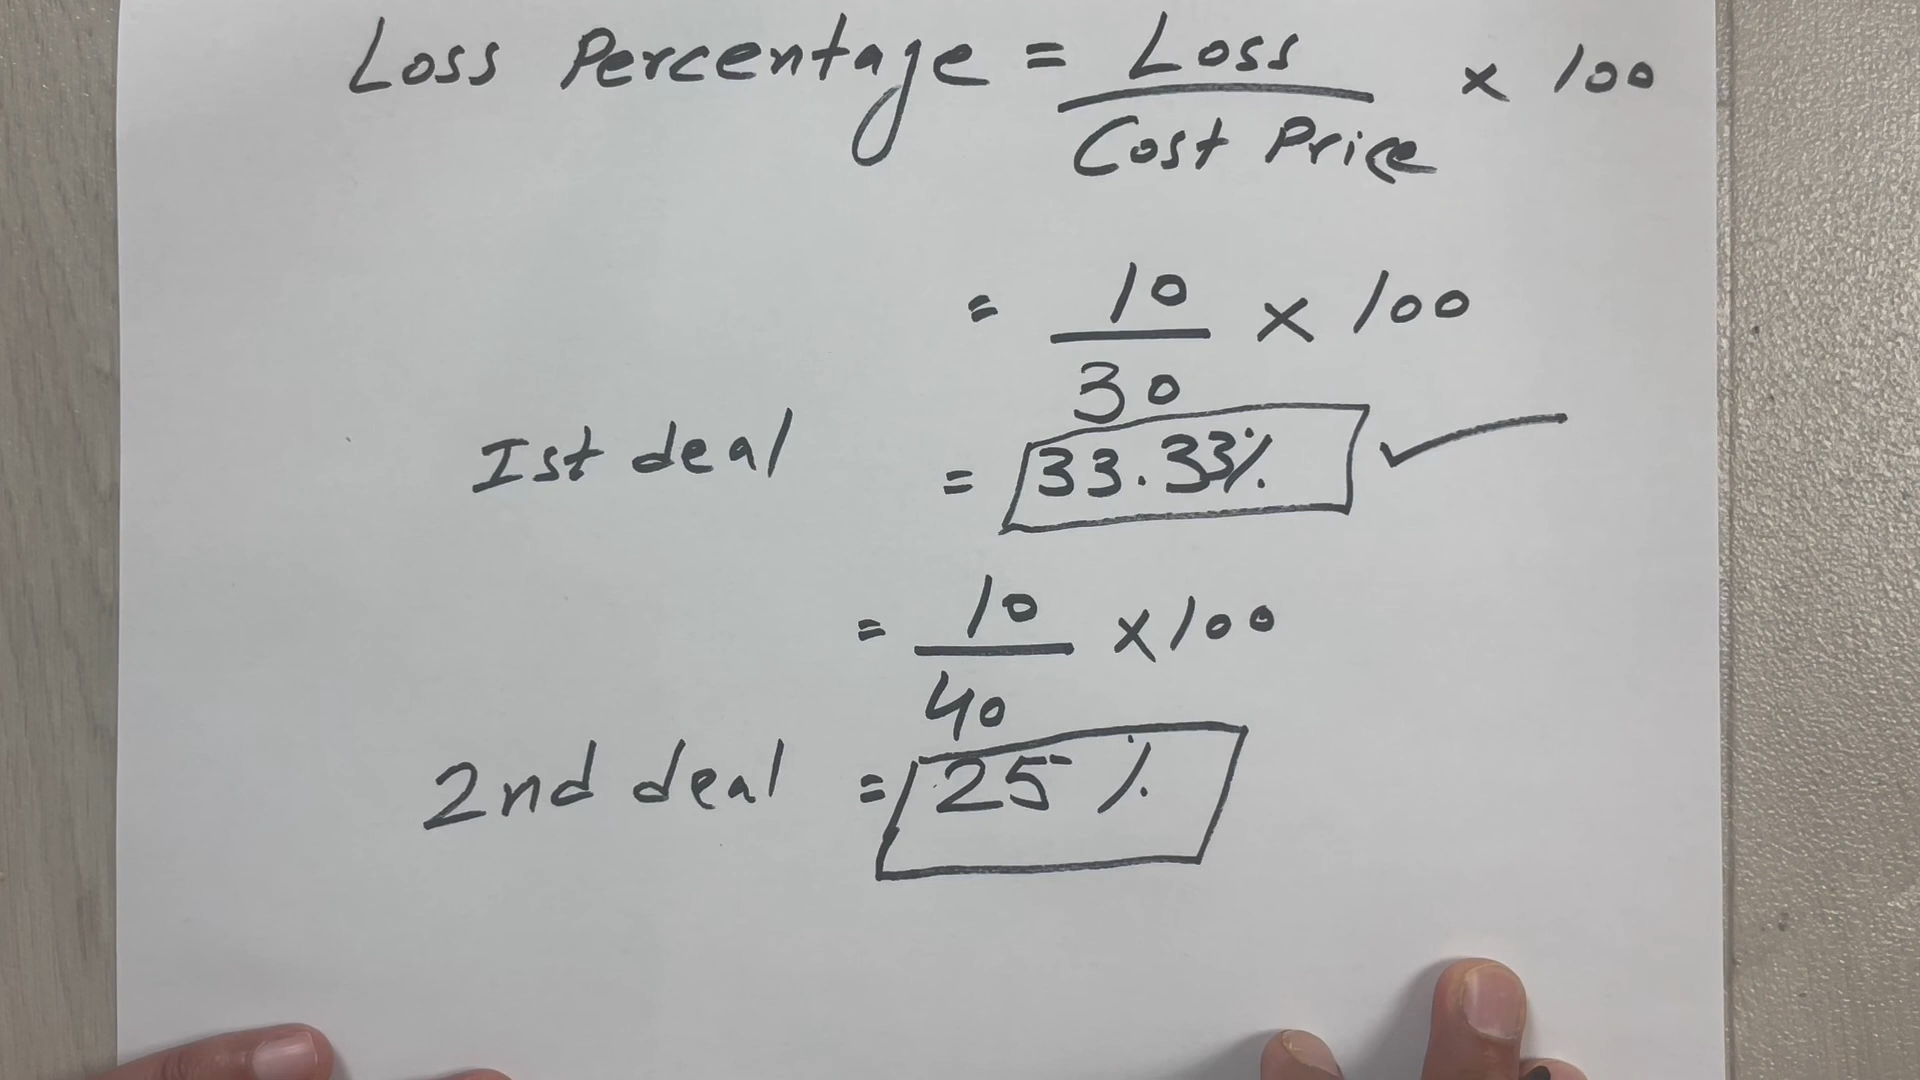 Loss Percentage = Loss / Cost Price x 100
= 10 / 30 x 100
Ist deal = 33.33%
= 10 / 40 x 100
2nd deal = 25%